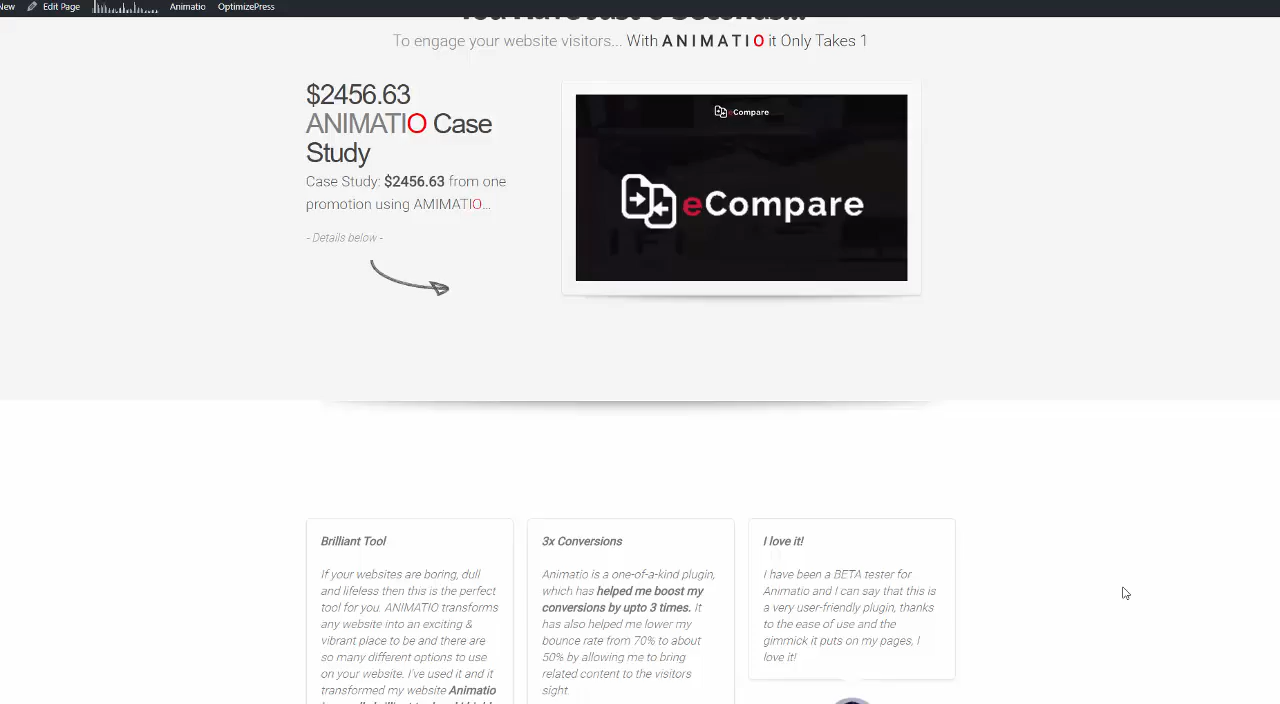 New Edit Page Animatio OptimizePress
You Have Just 8 Seconds...
To engage your website visitors... With ANIMATIO it Only Takes 1
$2456.63
ANIMATIO Case
Study
Case Study: $2456.63 from one
promotion using AMIMATIO...
- Details below -
eCompare
eCompare
Brilliant Tool
If your websites are boring, dull
and lifeless then this is the perfect
tool for you. ANIMATIO transforms
any website into an exciting &
vibrant place to be and there are
so many different options to use
on your website. I've used it and it
transformed my website Animatio
3x Conversions
Animatio is a one-of-a-kind plugin,
which has helped me boost my
conversions by upto 3 times. It
has also helped me lower my
bounce rate from 70% to about
50% by allowing me to bring
related content to the visitors
sight.
I love it!
I have been a BETA tester for
Animatio and I can say that this is
a very user-friendly plugin, thanks
to the ease of use and the
gimmick it puts on my pages, I
love it!